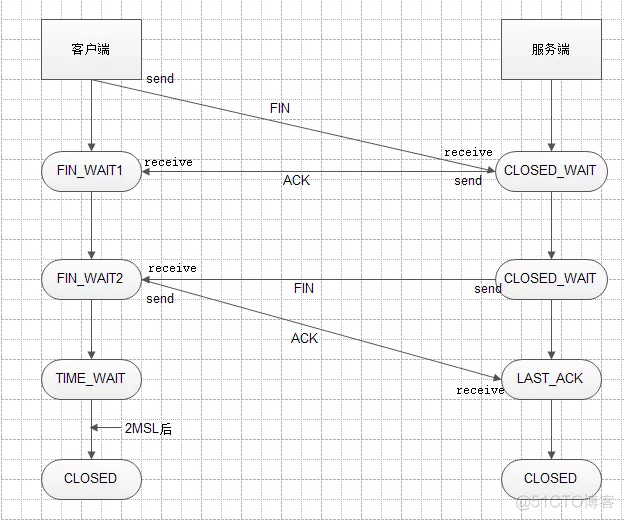 客户端
服务端
send
FIN
receive
receive
FIN_WAIT1
CLOSED_WAIT
ACK
send
receive
FIN_WAIT2
CLOSED_WAIT
FIN
send
send
ACK
TIME_WAIT
LAST_ACK
receive
2MSL后
CLOSED
CLOSED
@51CTO博客